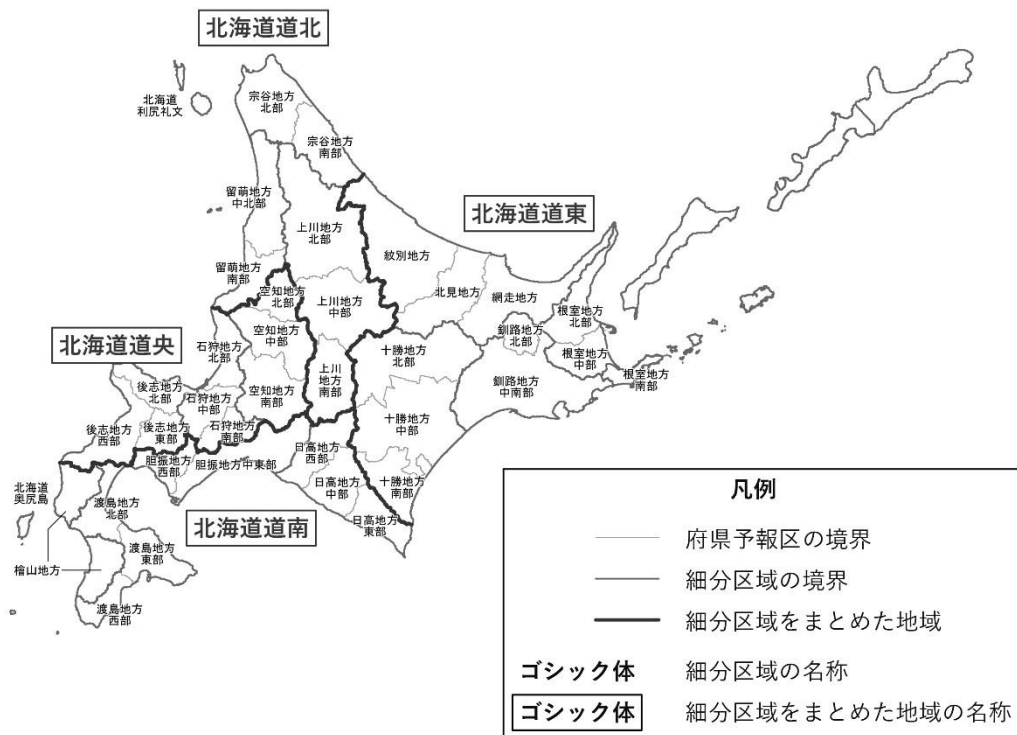 北海道道北
北海道
利尻礼文
宗谷地方
北部
宗谷地方
南部
留萌地方
中北部
上川地方
北部
北海道道東
紋別地方
留萌地方
南部
空知地方
北部
上川地方
中部
北見地方
網走地方
根室地方
北部
釧路地方
北部
空知地方
中部
北海道道央
石狩地方
北部
十勝地方
北部
根室地方
中部
根室地方
南部
上川
地方
南部
釧路地方
中南部
後志地方
北部
石狩地方
中部
空知地方
南部
後志地方
西部
後志地方
東部
石狩地方
南部
十勝地方
中部
胆振地方
西部
胆振地方中東部
日高地方
西部
日高地方
中部
十勝地方
南部
日高地方
東部
北海道
奥尻島
渡島地方
北部
北海道道南
渡島地方
東部
檜山地方
渡島地方
西部
凡例
府県予報区の境界
細分区域の境界
細分区域をまとめた地域
ゴシック体 細分区域の名称
ゴシック体 細分区域をまとめた地域の名称